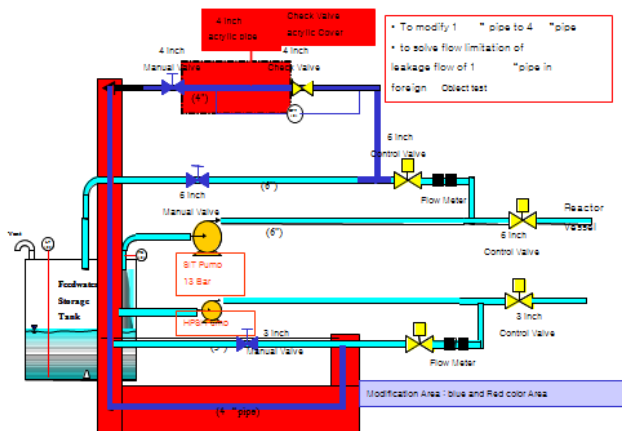 4 Inch
acrylic pipe
Check Valve
acrylic Cover
• To modify 1 " pipe to 4 "pipe
• to solve flow limitation of
leakage flow of 1 "pipe in
foreign Object test
4 Inch
Manual Valve
4 Inch
Check Valve
(4")
6 Inch
Control Valve
(6")
6 Inch
Manual Valve
Flow Meter
Reactor
Vessel
(6")
6 Inch
Control Valve
Vent
SIT Pump
13 Bar
Feedwater
Storage
Tank
HPSI Pump
3 Inch
Manual Valve
3 Inch
Control Valve
Flow Meter
Modification Area : blue and Red color Area
(4 "pipe)